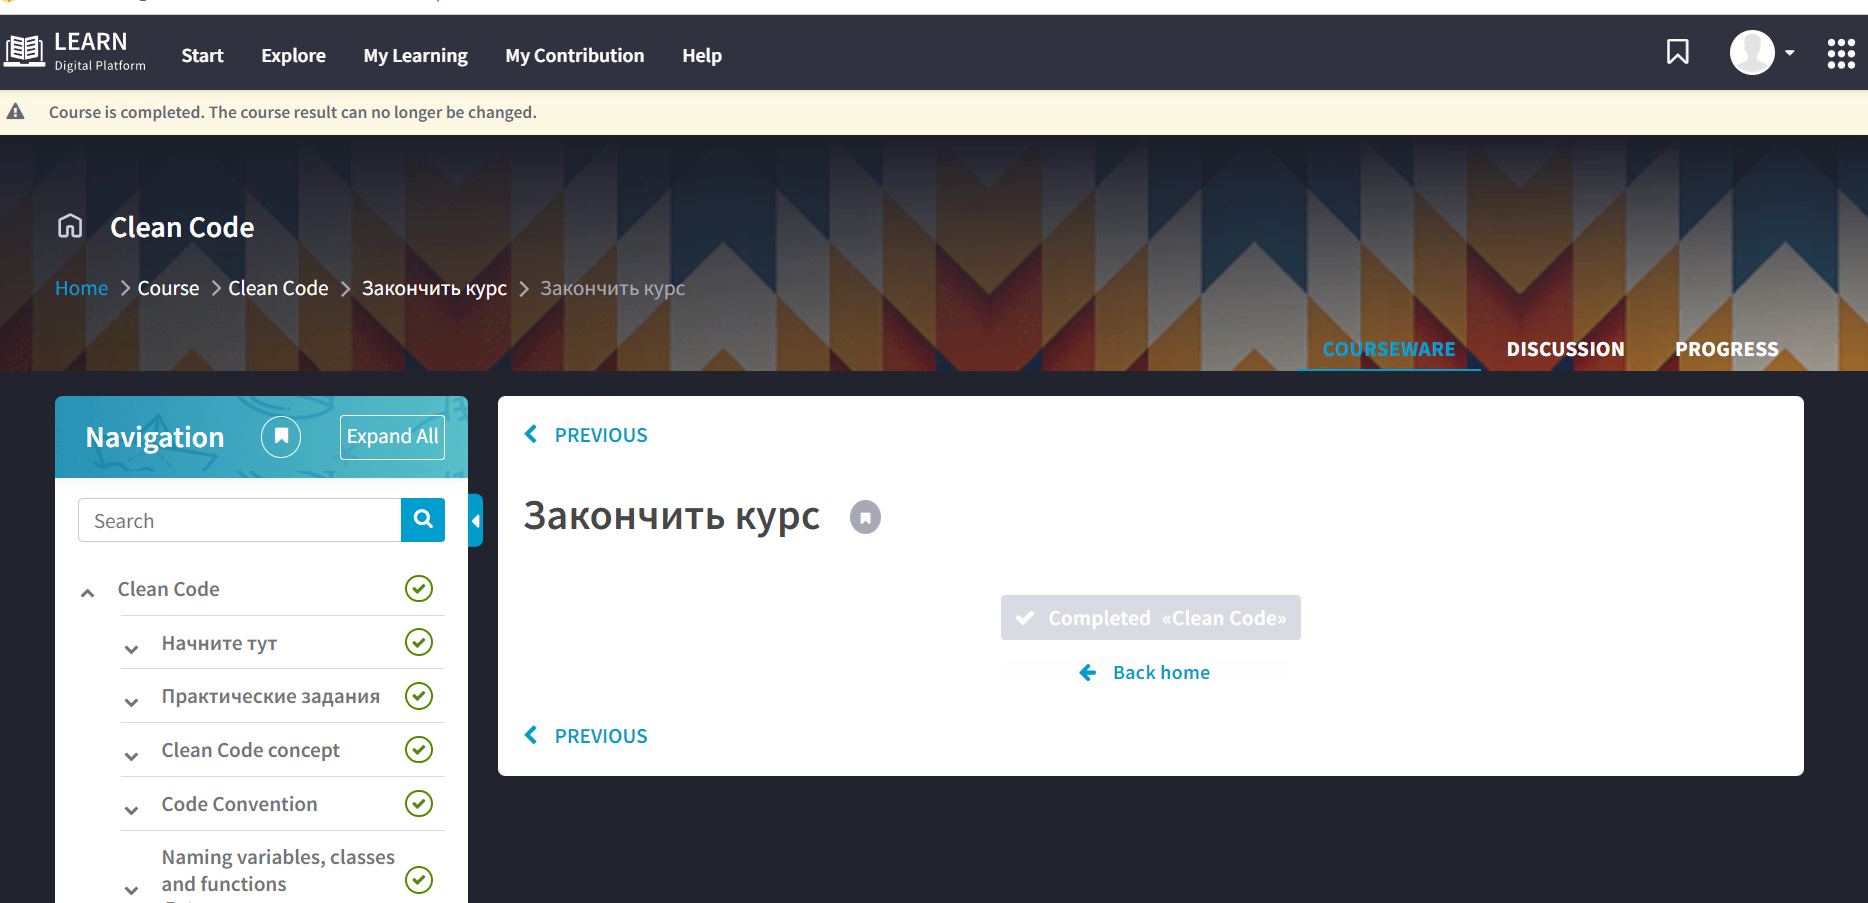 LEARN
Digital Platform
Start
Explore
My Learning
My Contribution
Help
Course is completed. The course result can no longer be changed.
Clean Code
Home > Course > Clean Code > Закончить курс > Закончить курс
COURSEWARE
DISCUSSION
PROGRESS
Navigation
Expand All
Search
Clean Code
Начните тут
Практические задания
Clean Code concept
Code Convention
Naming variables, classes
and functions
PREVIOUS
Закончить курс
Completed «Clean Code»
Back home
PREVIOUS